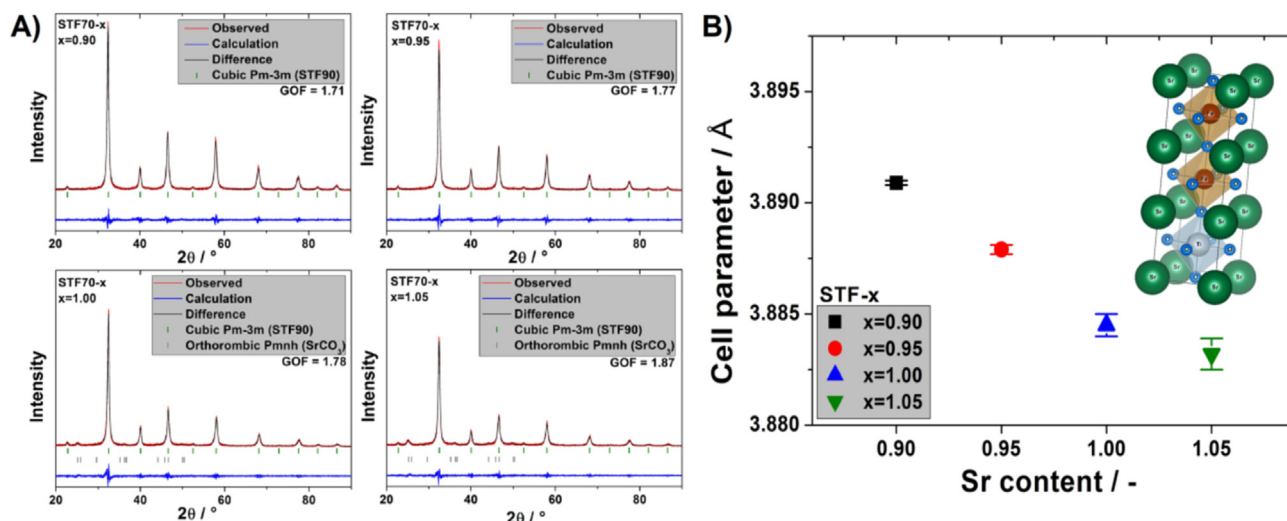 A)
STF70-x
x=0.90
Observed
Calculation
Difference
Cubic Pm-3m (STF90)
GOF = 1.71
Intensity
20 40 60 80
2θ / °
STF70-x
x=0.95
Observed
Calculation
Difference
Cubic Pm-3m (STF90)
GOF = 1.77
Intensity
20 40 60 80
2θ / °
STF70-x
x=1.00
Observed
Calculation
Difference
Cubic Pm-3m (STF90)
Orthorombic Pmnh (SrCO3)
GOF = 1.78
Intensity
20 40 60 80
2θ / °
STF70-x
x=1.05
Observed
Calculation
Difference
Cubic Pm-3m (STF90)
Orthorombic Pmnh (SrCO3)
GOF = 1.87
Intensity
20 40 60 80
2θ / °
B)
Cell parameter / Å
3.895
3.890
3.885
3.880
STF-x
x=0.90
x=0.95
x=1.00
x=1.05
0.90 0.95 1.00 1.05
Sr content / -